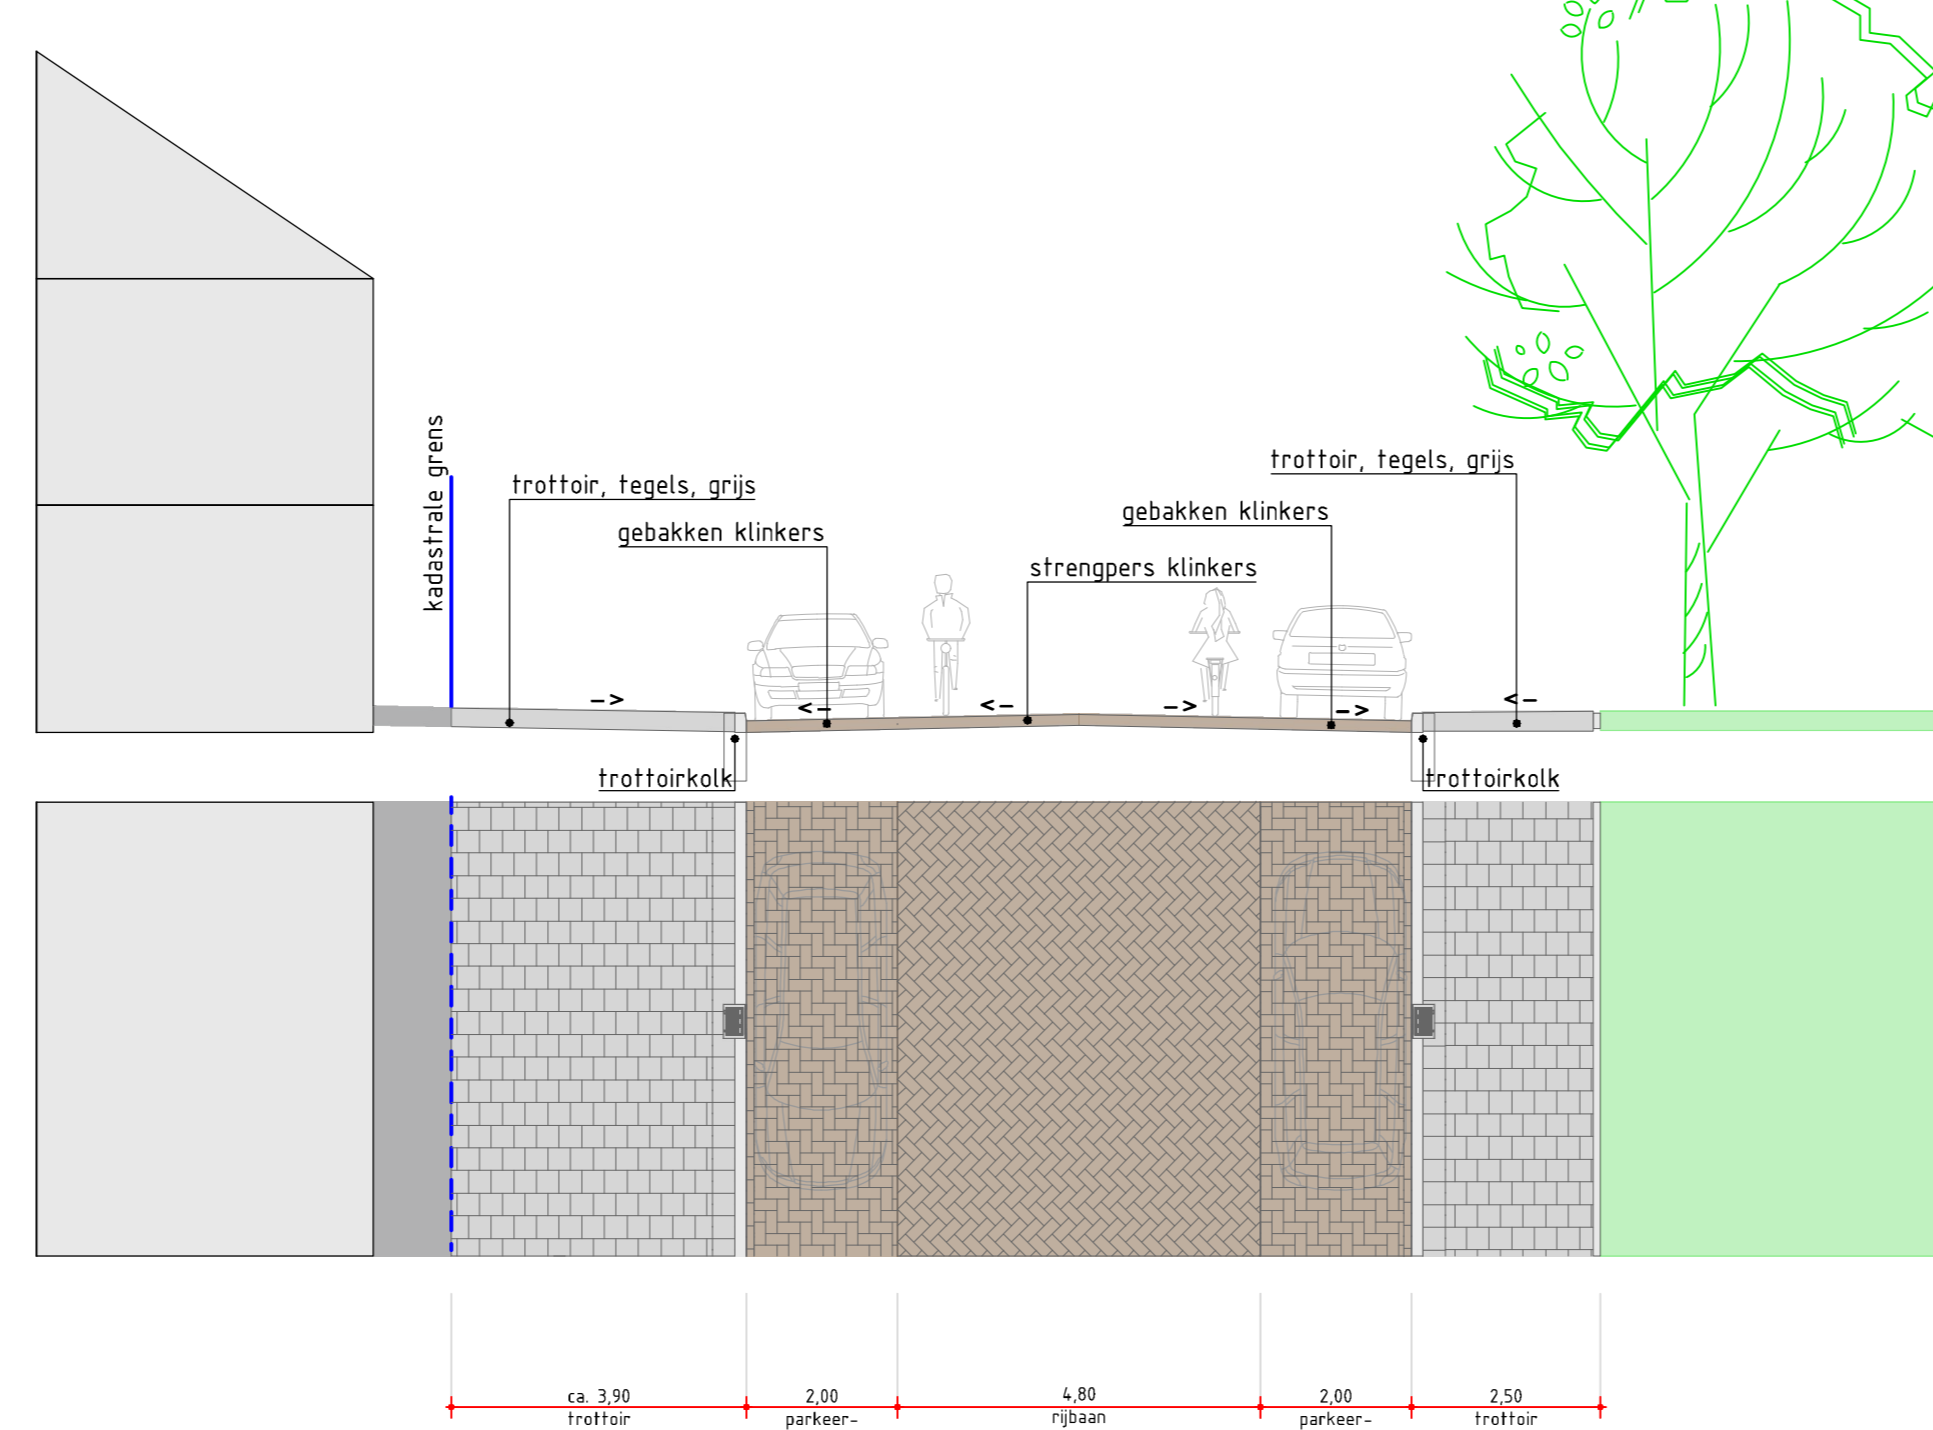 kadastrale grens
trottoir, tegels, grijs
trottoir, tegels, grijs
gebakken klinkers
gebakken klinkers
strengpers klinkers
->
<-
<-
->
->
<-
trottoirkolk
trottoirkolk
ca. 3,90
2,00
4,80
2,00
2,50
trottoir
parkeer-
rijbaan
parkeer-
trottoir